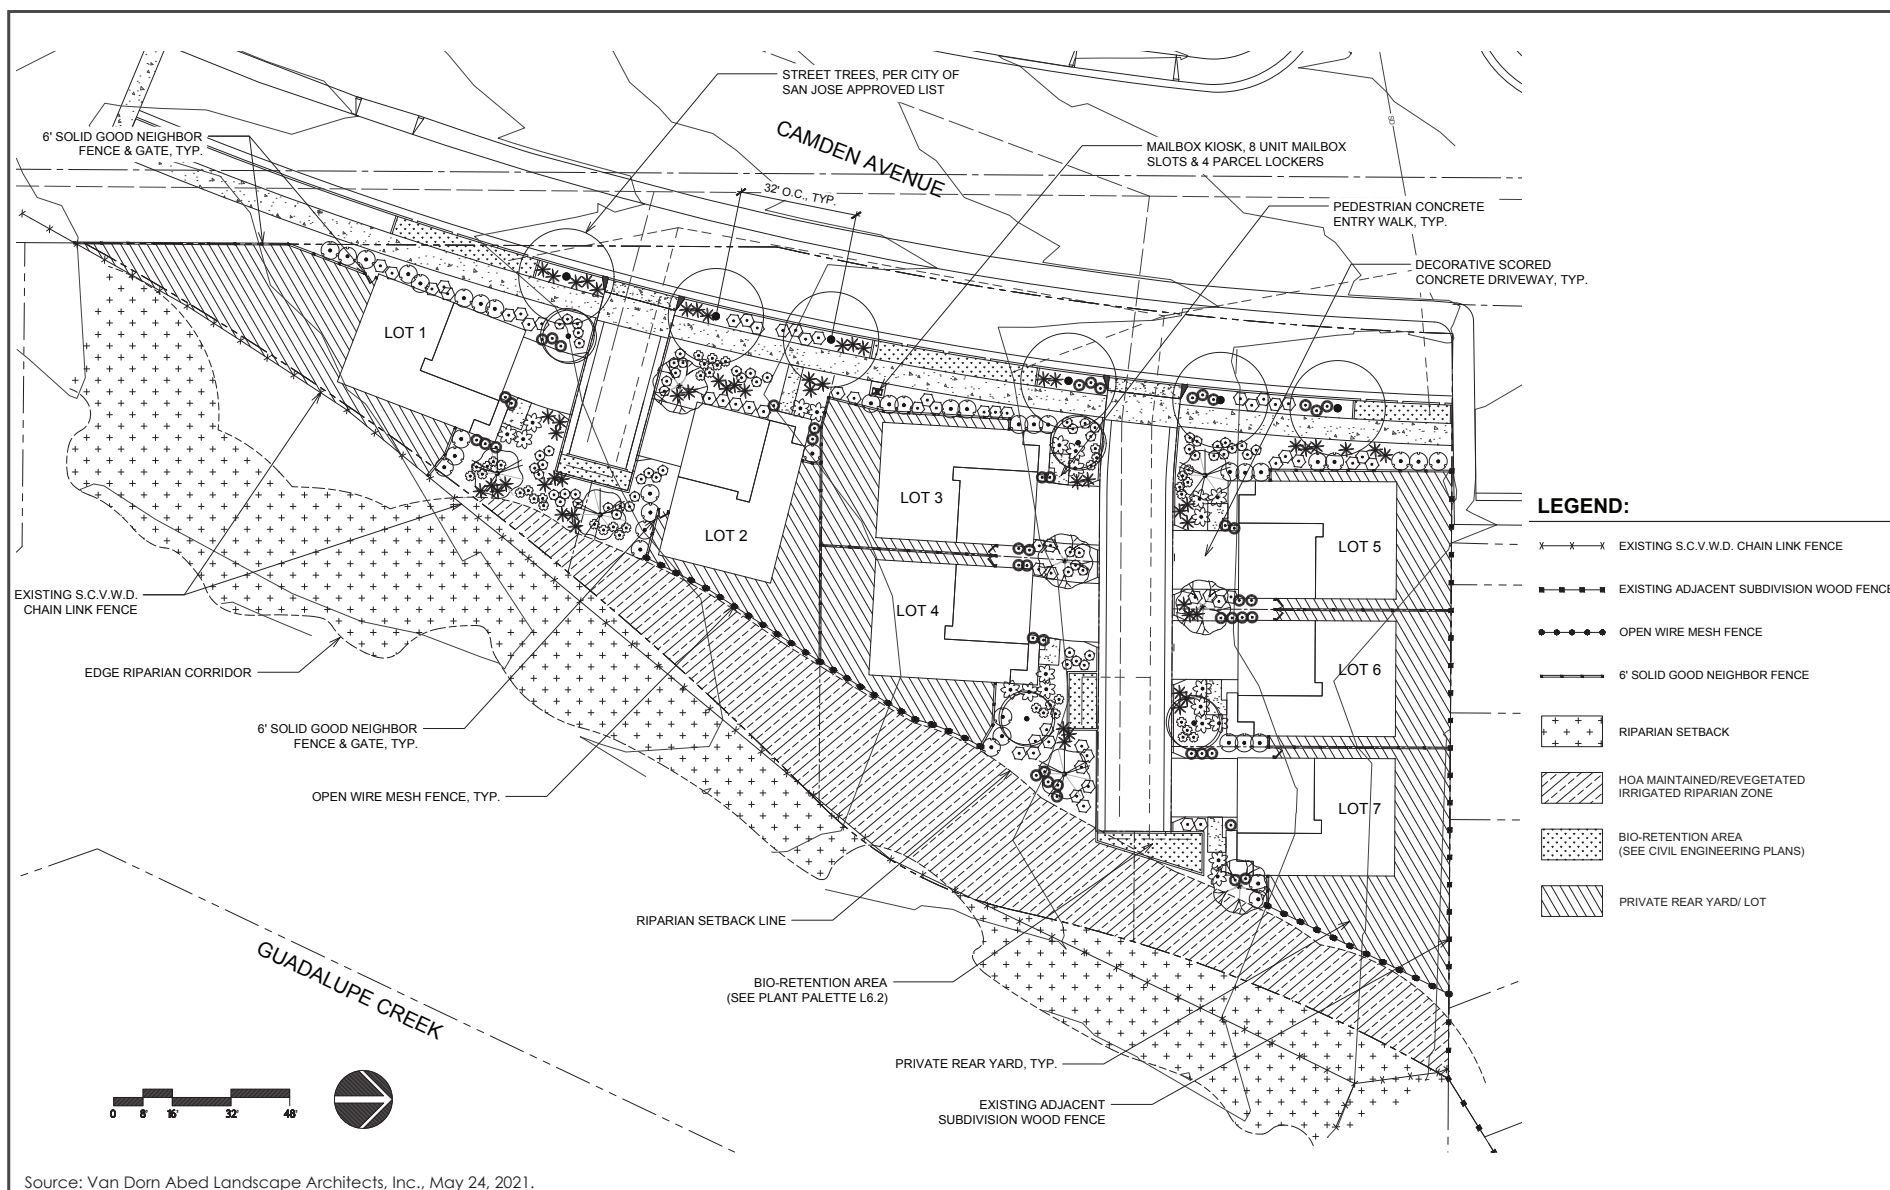 STREET TREES, PER CITY OF
SAN JOSE APPROVED LIST
6' SOLID GOOD NEIGHBOR
FENCE & GATE, TYP.
CAMDEN AVENUE
MAILBOX KIOSK, 8 UNIT MAILBOX
SLOTS & 4 PARCEL LOCKERS
32' O.C., TYP.
PEDESTRIAN CONCRETE
ENTRY WALK, TYP.
DECORATIVE SCORED
CONCRETE DRIVEWAY, TYP.
SD
LOT 1
LOT 2
LOT 3
LOT 4
LOT 5
LOT 6
LOT 7
EXISTING S.C.V.W.D.
CHAIN LINK FENCE
EDGE RIPARIAN CORRIDOR
6' SOLID GOOD NEIGHBOR
FENCE & GATE, TYP.
OPEN WIRE MESH FENCE, TYP.
RIPARIAN SETBACK LINE
BIO-RETENTION AREA
(SEE PLANT PALETTE L6.2)
PRIVATE REAR YARD, TYP.
EXISTING ADJACENT
SUBDIVISION WOOD FENCE
GUADALUPE CREEK
0 8' 16' 32' 48'
LEGEND:
EXISTING S.C.V.W.D. CHAIN LINK FENCE
EXISTING ADJACENT SUBDIVISION WOOD FENCE
OPEN WIRE MESH FENCE
6' SOLID GOOD NEIGHBOR FENCE
RIPARIAN SETBACK
HOA MAINTAINED/REVEGETATED
IRRIGATED RIPARIAN ZONE
BIO-RETENTION AREA
(SEE CIVIL ENGINEERING PLANS)
PRIVATE REAR YARD/ LOT
Source: Van Dorn Abed Landscape Architects, Inc., May 24, 2021.